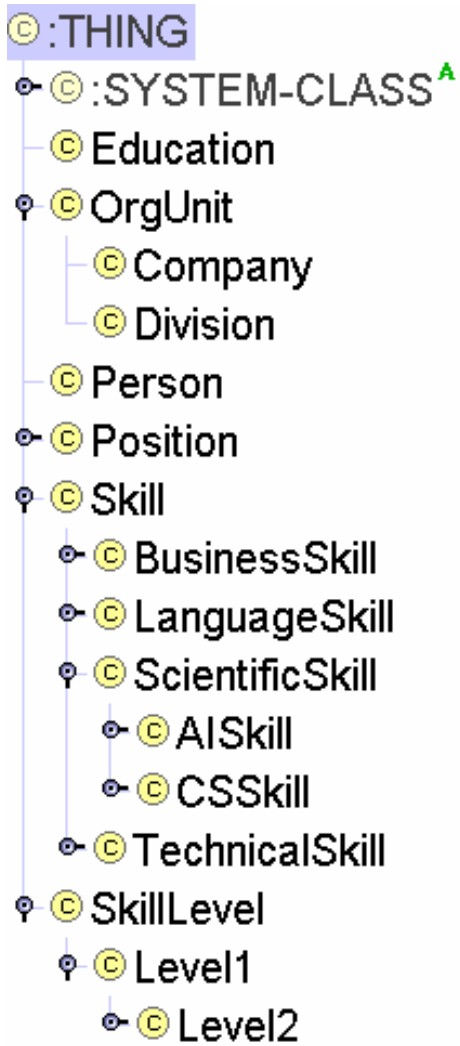 © :THING
© :SYSTEM-CLASS A
© Education
© OrgUnit
© Company
© Division
© Person
© Position
© Skill
© BusinessSkill
© LanguageSkill
© ScientificSkill
© AISkill
© CSSkill
© TechnicalSkill
© SkillLevel
© Level1
© Level2